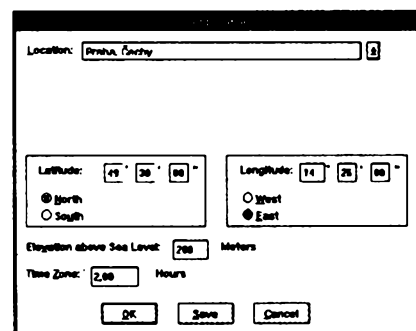 Location: Praha, Čechy
Latitude: 49 ° 30 ' 00 "
North
South
Longitude: 14 ° 25 ' 00 "
West
East
Elevation above Sea Level: 200 Meters
Time Zone: 2,00 Hours
OK Save Cancel